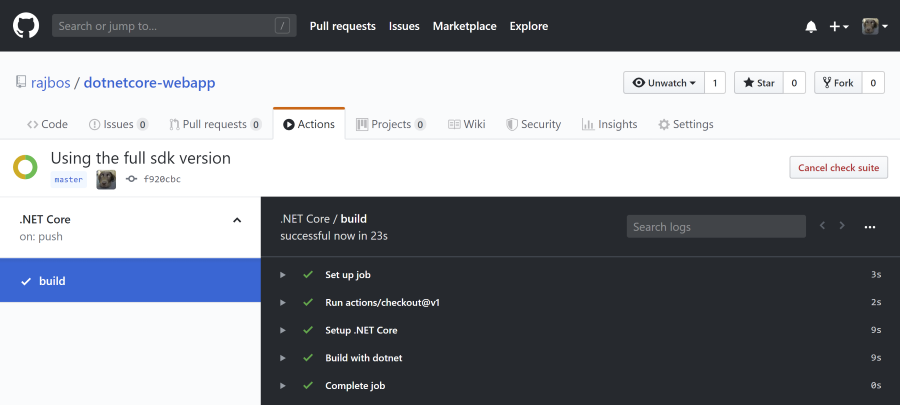 Search or jump to... / Pull requests Issues Marketplace Explore
rajbos / dotnetcore-webapp Unwatch 1 Star 0 Fork 0
Code Issues 0 Pull requests 0 Actions Projects 0 Wiki Security Insights Settings
Using the full sdk version
master f920cbc
Cancel check suite
.NET Core
on: push
build
.NET Core / build
successful now in 23s
Search logs
Set up job 3s
Run actions/checkout@v1 2s
Setup .NET Core 9s
Build with dotnet 9s
Complete job 0s